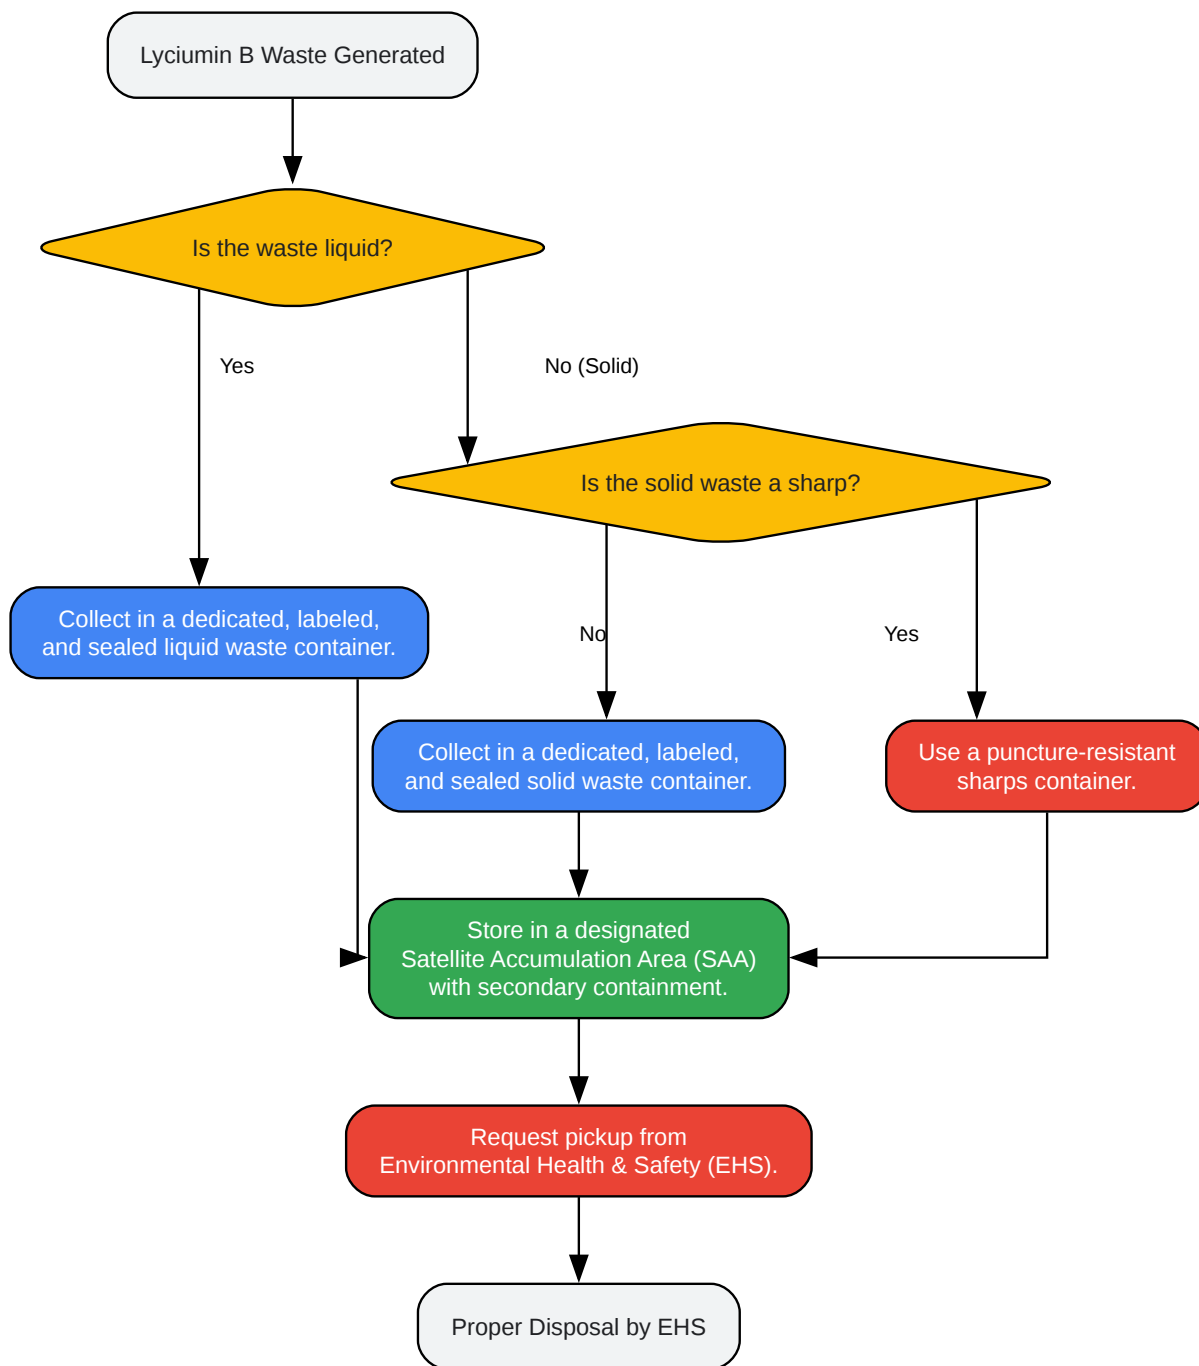 Lyciumin B Waste Generated
Is the waste liquid?
Yes
No (Solid)
Is the solid waste a sharp?
Collect in a dedicated, labeled,
and sealed liquid waste container.
No
Yes
Collect in a dedicated, labeled,
and sealed solid waste container.
Use a puncture-resistant
sharps container.
Store in a designated
Satellite Accumulation Area (SAA)
with secondary containment.
Request pickup from
Environmental Health & Safety (EHS).
Proper Disposal by EHS